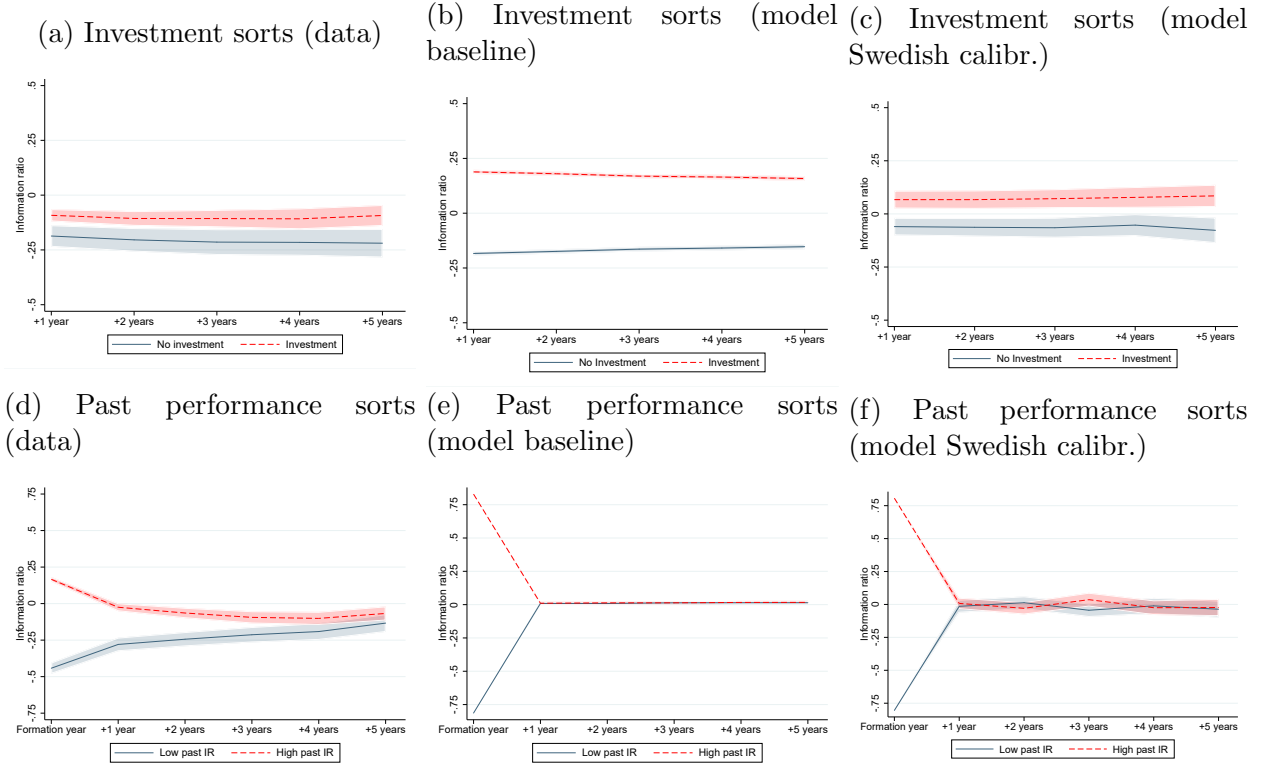 (a) Investment sorts (data)
Information ratio
.5
.25
0
-.25
-.5
+1 year +2 years +3 years +4 years +5 years
No investment Investment
(b) Investment sorts (model
baseline)
Information ratio
.5
.25
0
-.25
-.5
+1 year +2 years +3 years +4 years +5 years
No Investment Investment
(c) Investment sorts (model
Swedish calibr.)
Information ratio
.5
.25
0
-.25
-.5
+1 year +2 years +3 years +4 years +5 years
No Investment Investment
(d) Past performance sorts
(data)
Information ratio
.75
.5
.25
0
-.25
-.5
-.75
Formation year +1 year +2 years +3 years +4 years +5 years
Low past IR High past IR
(e) Past performance sorts
(model baseline)
Information ratio
.75
.5
.25
0
-.25
-.5
-.75
Formation year +1 year +2 years +3 years +4 years +5 years
Low past IR High past IR
(f) Past performance sorts
(model Swedish calibr.)
Information ratio
.75
.5
.25
0
-.25
-.5
-.75
Formation year +1 year +2 years +3 years +4 years +5 years
Low past IR High past IR